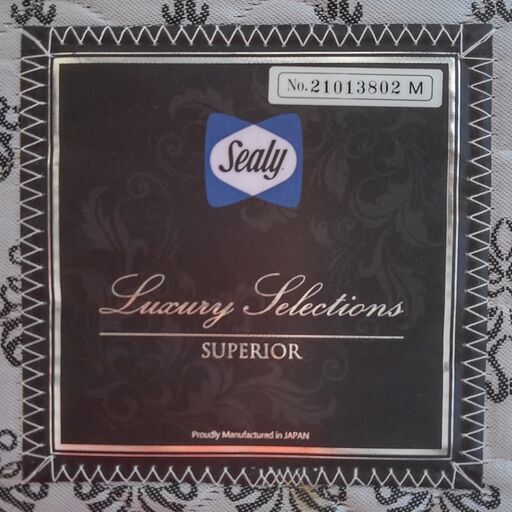 No.21013802 M
Sealy
Luxury Selections
SUPERIOR
Proudly Manufactured in JAPAN